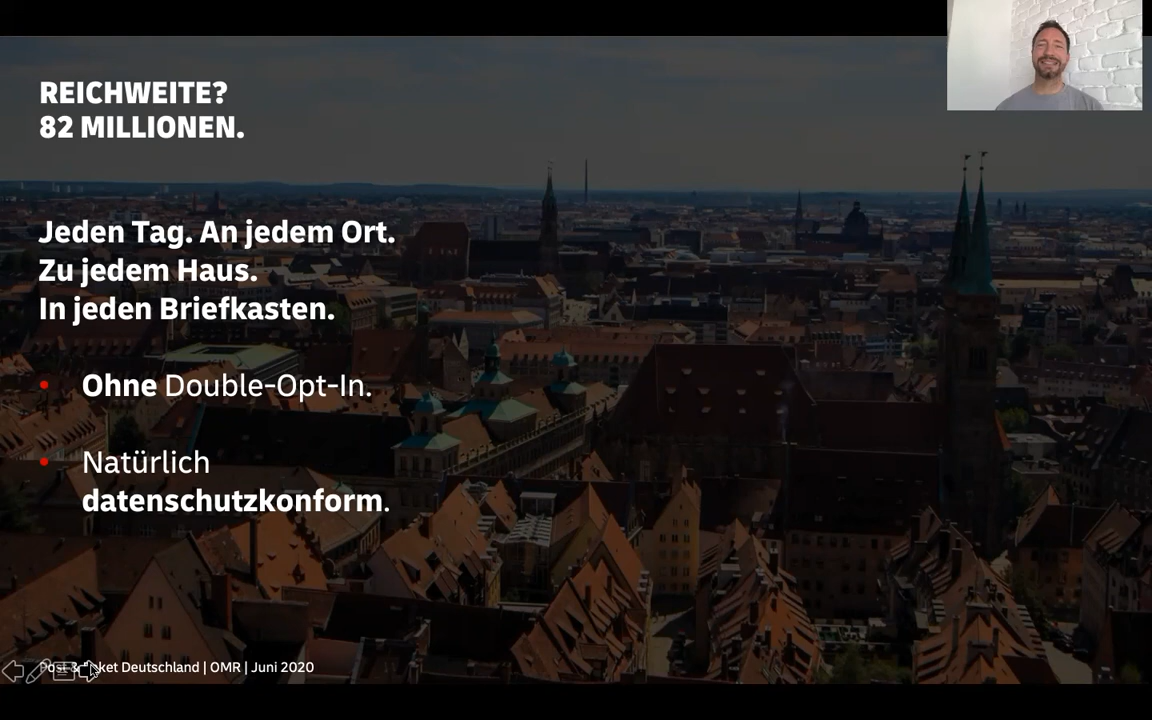 REICHWEITE?
82 MILLIONEN.
Jeden Tag. An jedem Ort.
Zu jedem Haus.
In jeden Briefkasten.
• Ohne Double-Opt-In.
• Natürlich
datenschutzkonform.
Deutschland | OMR | Juni 2020